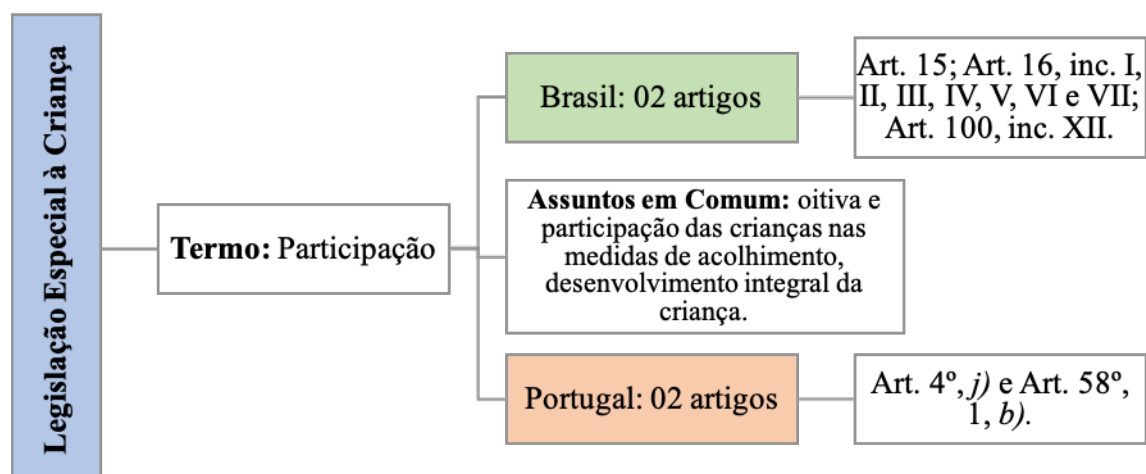 Legislação Especial à Criança
Termo: Participação
Brasil: 02 artigos
Art. 15; Art. 16, inc. I,
II, III, IV, V, VI e VII;
Art. 100, inc. XII.
Assuntos em Comum: oitiva e
participação das crianças nas
medidas de acolhimento,
desenvolvimento integral da
criança.
Portugal: 02 artigos
Art. 4º, j) e Art. 58º,
1, b).